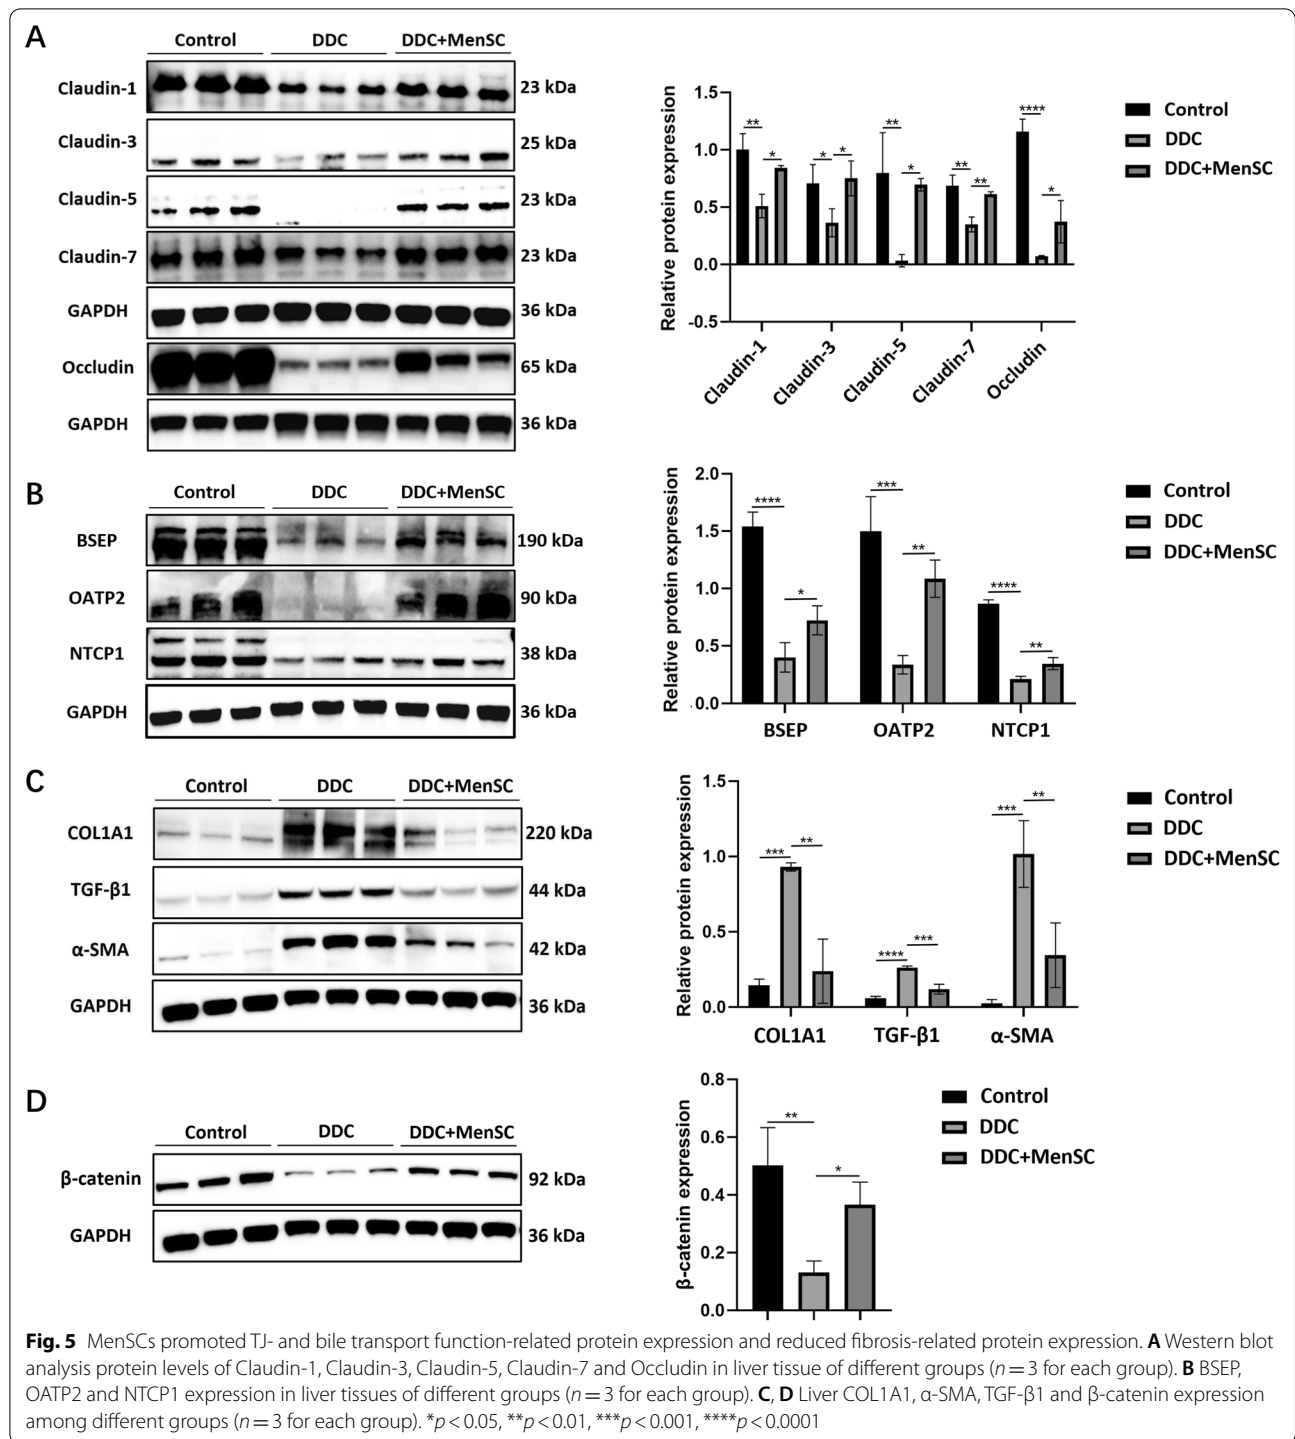 A
Control DDC DDC+MenSC
Claudin-1 23 kDa
Claudin-3 25 kDa
Claudin-5 23 kDa
Claudin-7 23 kDa
GAPDH 36 kDa
Occludin 65 kDa
GAPDH 36 kDa
Relative protein expression
1.5
1.0
0.5
0.0
-0.5
** * * * ** * ** ** **** *
Claudin-1 Claudin-3 Claudin-5 Claudin-7 Occludin
Control
DDC
DDC+MenSC
B
Control DDC DDC+MenSC
BSEP 190 kDa
OATP2 90 kDa
NTCP1 38 kDa
GAPDH 36 kDa
Relative protein expression
2.0
1.5
1.0
0.5
0.0
**** * *** ** **** **
BSEP OATP2 NTCP1
Control
DDC
DDC+MenSC
C
Control DDC DDC+MenSC
COL1A1 220 kDa
TGF-β1 44 kDa
α-SMA 42 kDa
GAPDH 36 kDa
Relative protein expression
1.5
1.0
0.5
0.0
*** ** **** *** *** **
COL1A1 TGF-β1 α-SMA
Control
DDC
DDC+MenSC
D
Control DDC DDC+MenSC
β-catenin 92 kDa
GAPDH 36 kDa
β-catenin expression
0.8
0.6
0.4
0.2
0.0
** *
Control
DDC
DDC+MenSC
Fig. 5 MenSCs promoted TJ- and bile transport function-related protein expression and reduced fibrosis-related protein expression. A Western blot
analysis protein levels of Claudin-1, Claudin-3, Claudin-5, Claudin-7 and Occludin in liver tissue of different groups (n = 3 for each group). B BSEP,
OATP2 and NTCP1 expression in liver tissues of different groups (n = 3 for each group). C, D Liver COL1A1, α-SMA, TGF-β1 and β-catenin expression
among different groups (n = 3 for each group). *p < 0.05, **p < 0.01, ***p < 0.001, ****p < 0.0001